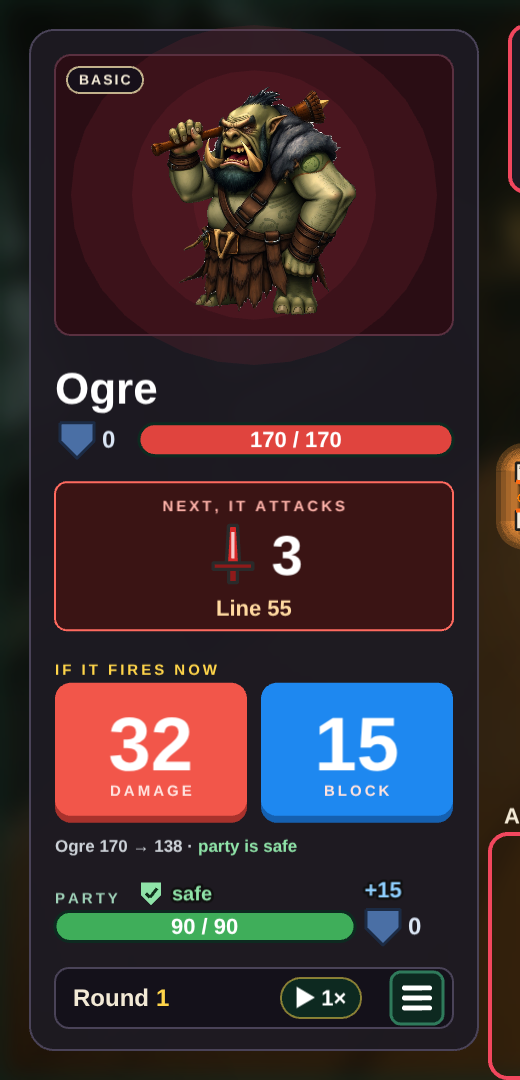 BASIC
Ogre
0
170 / 170
NEXT, IT ATTACKS
3
Line 55
IF IT FIRES NOW
32
DAMAGE
15
BLOCK
Ogre 170 → 138 · party is safe
PARTY safe +15
90 / 90 0
Round 1
1×
A